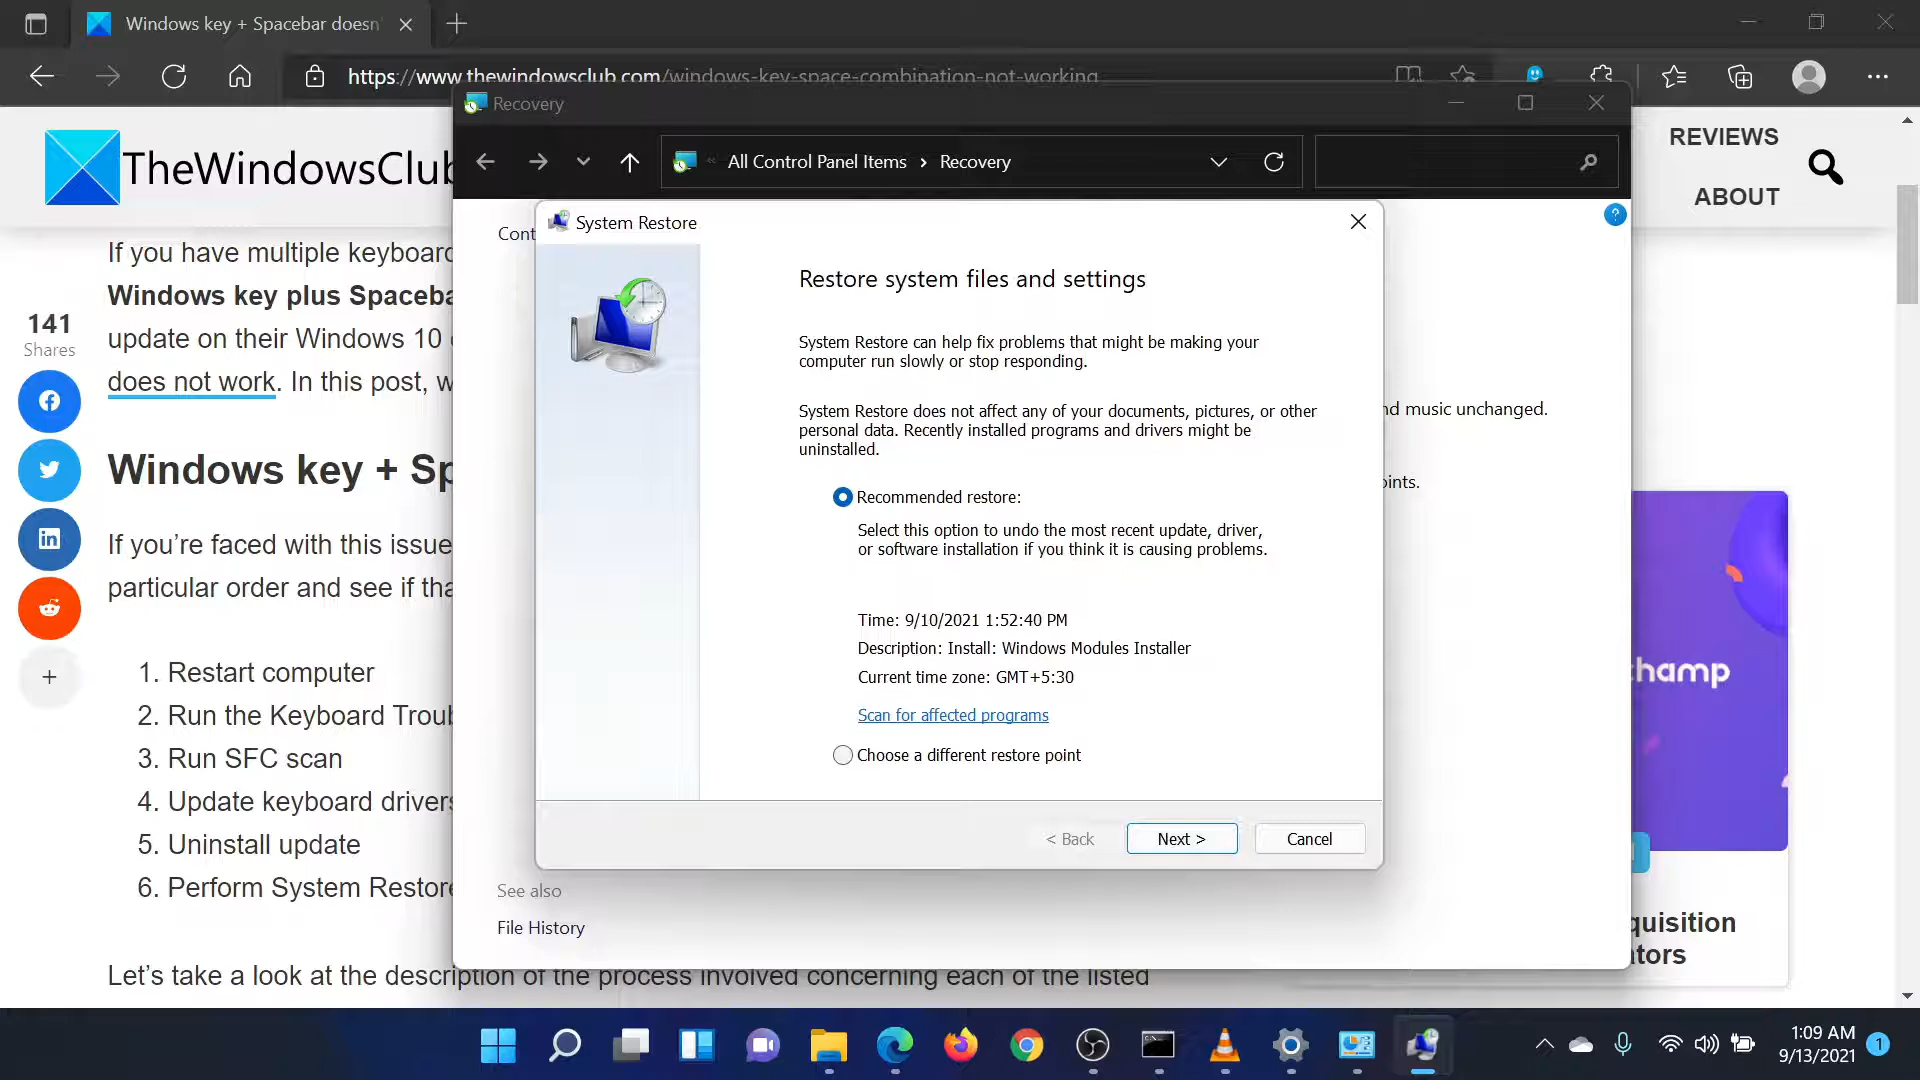 Windows key + Spacebar doesn'
https://www.thewindowsclub.com/windows-key-space-combination-not-working
Recovery
All Control Panel Items > Recovery
TheWindowsClub
REVIEWS
ABOUT
If you have multiple keyboard
Windows key plus Spaceba
update on their Windows 10
does not work. In this post, w
141
Shares
Windows key + Sp
If you're faced with this issue
particular order and see if tha
1. Restart computer
2. Run the Keyboard Troub
3. Run SFC scan
4. Update keyboard drivers
5. Uninstall update
6. Perform System Restore
Let's take a look at the description of the process involved concerning each of the listed
Cont
System Restore
Restore system files and settings
System Restore can help fix problems that might be making your
computer run slowly or stop responding.
System Restore does not affect any of your documents, pictures, or other
personal data. Recently installed programs and drivers might be
uninstalled.
Recommended restore:
Select this option to undo the most recent update, driver,
or software installation if you think it is causing problems.
Time: 9/10/2021 1:52:40 PM
Description: Install: Windows Modules Installer
Current time zone: GMT+5:30
Scan for affected programs
Choose a different restore point
< Back
Next >
Cancel
nd music unchanged.
oints.
See also
File History
champ
quisition
ators
1:09 AM
9/13/2021
1